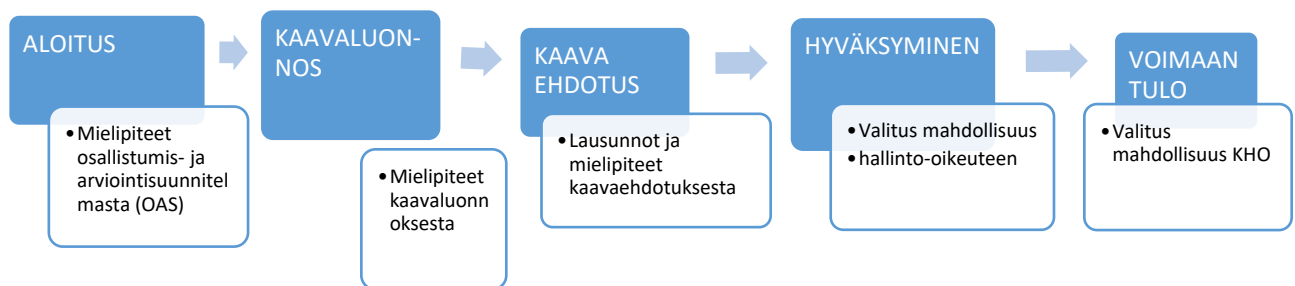 ALOITUS
• Mielipiteet
osallistumis- ja
arviointisuunnitel
masta (OAS)
KAAVALUON-
NOS
• Mielipiteet
kaavaluonn
oksesta
KAAVA
EHDOTUS
• Lausunnot ja
mielipiteet
kaavaehdotuksesta
HYVÄKSYMINEN
• Valitus mahdollisuus
• hallinto-oikeuteen
VOIMAAN
TULO
• Valitus
mahdollisuus KHO